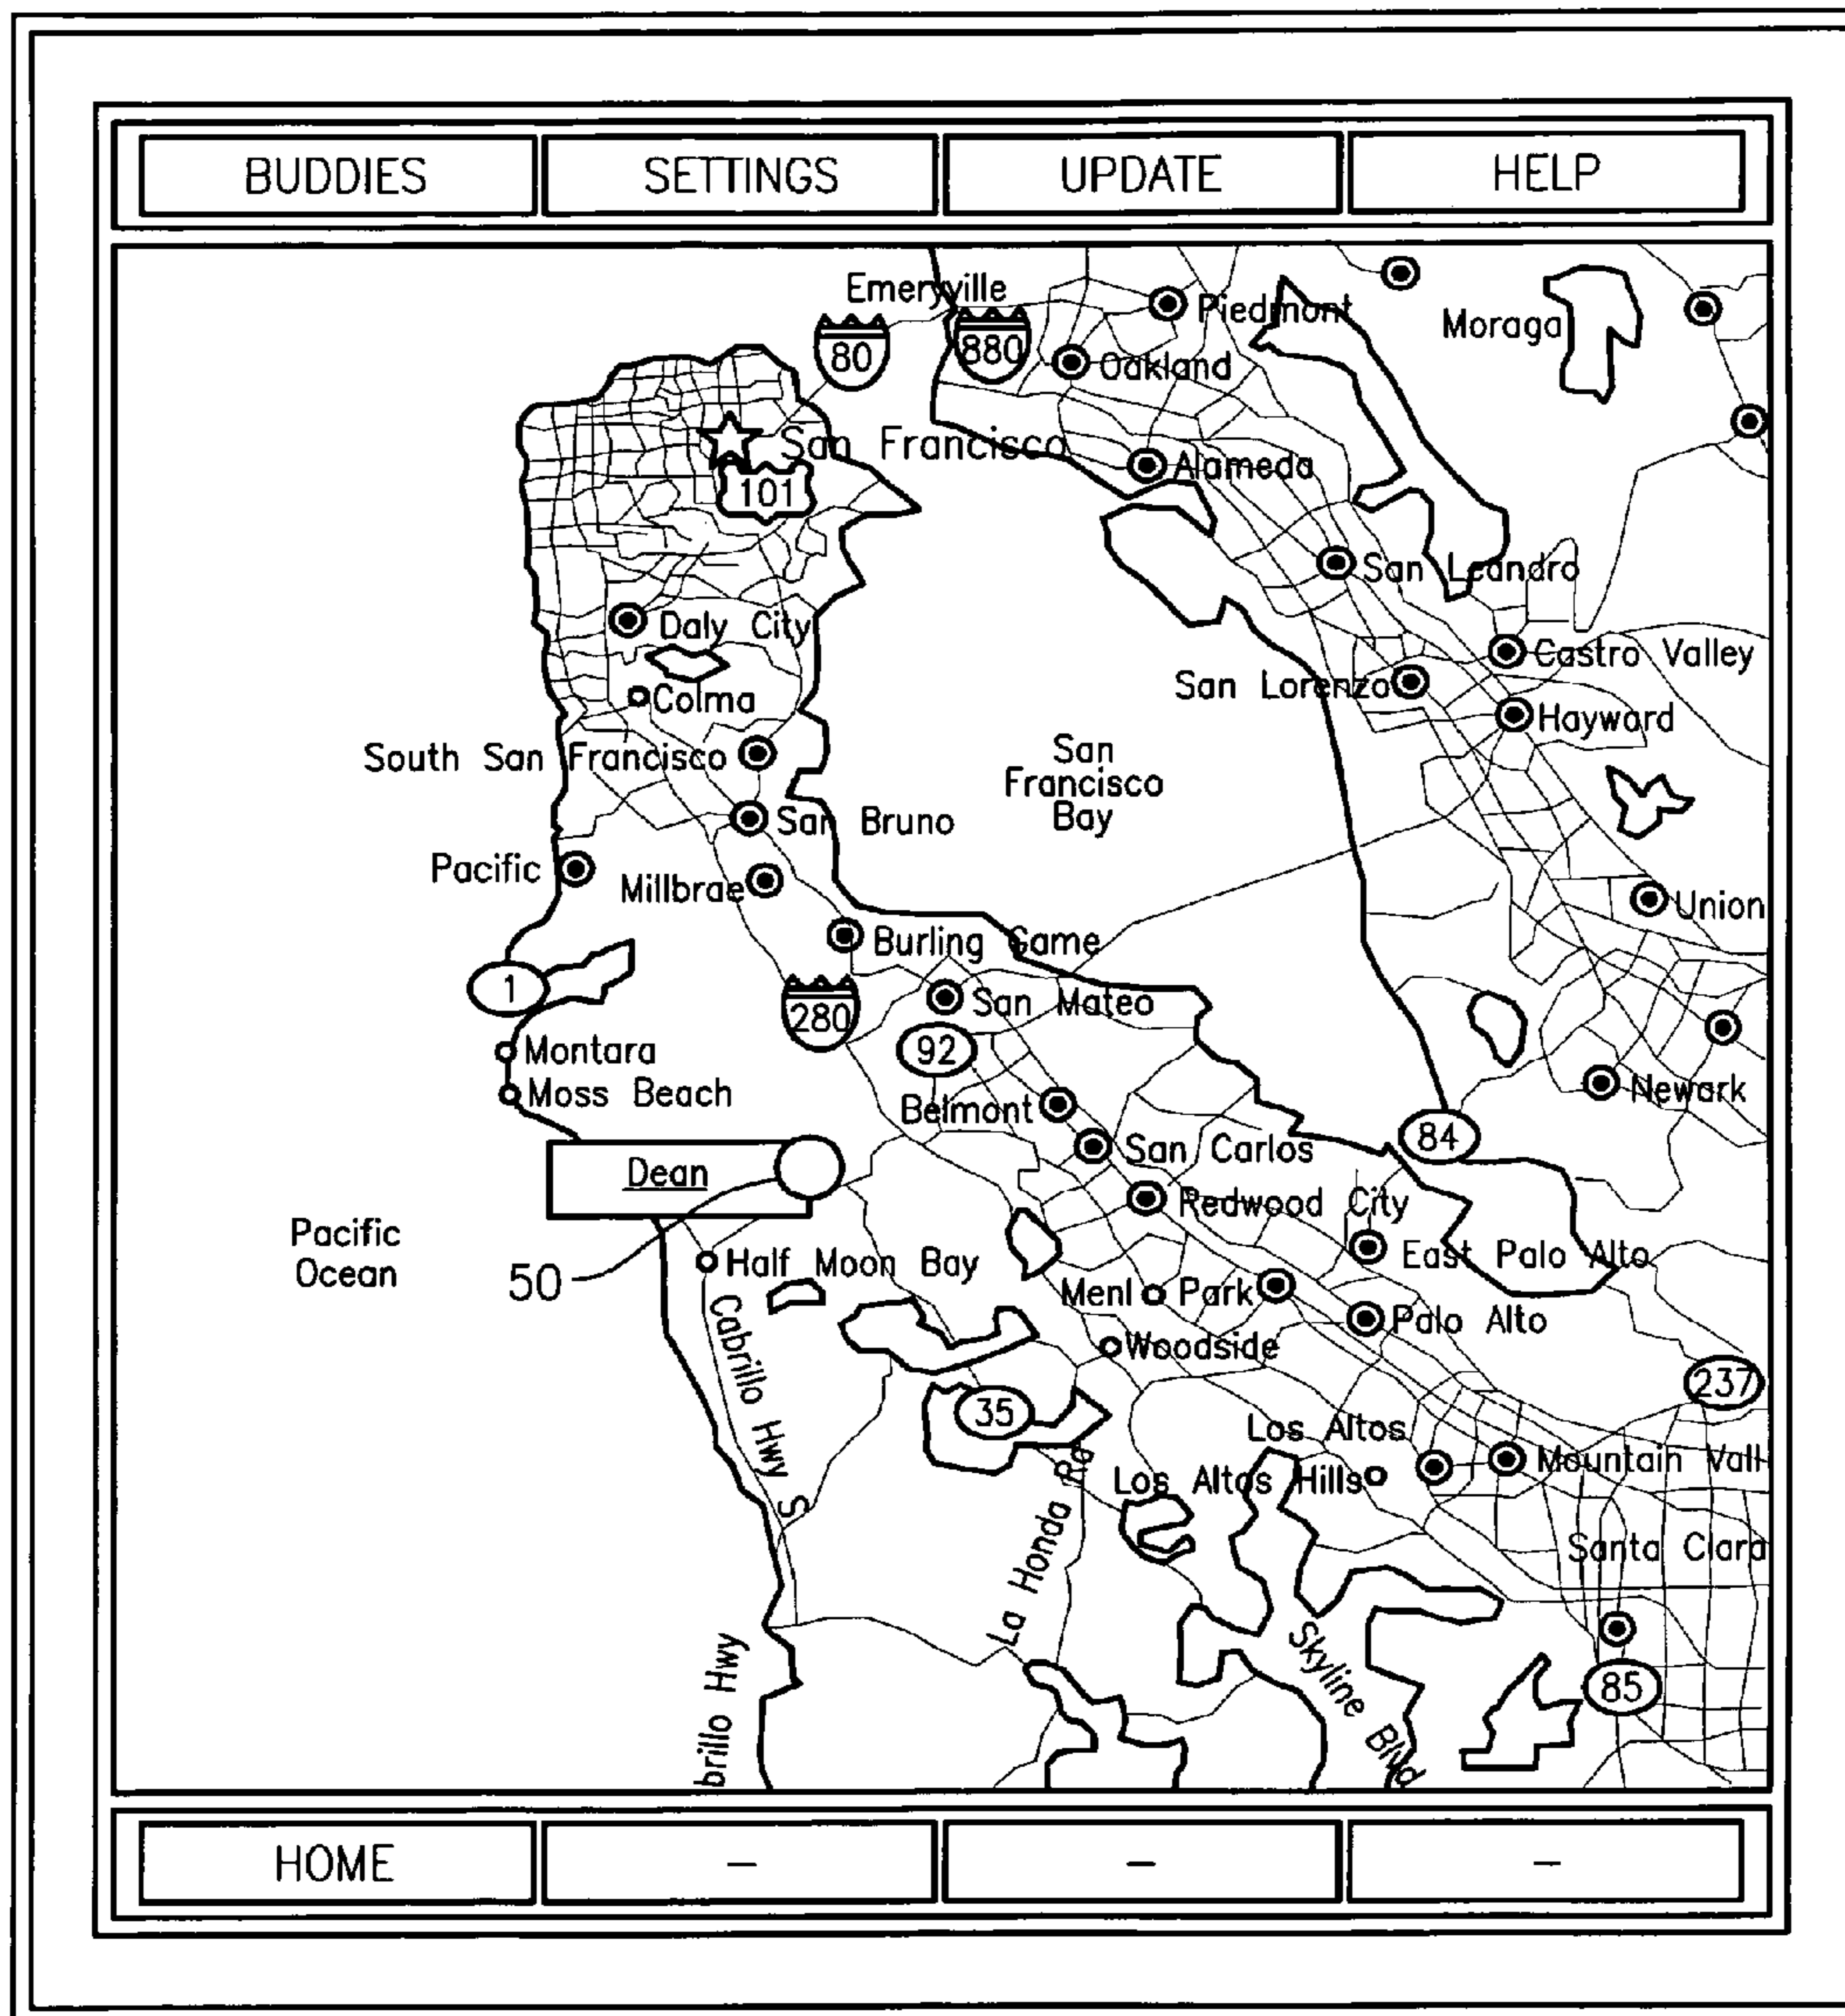 BUDDIES SETTINGS UPDATE HELP
Emeryville
Piedmont
Moraga
80
880
Oakland
San Francisco
Alameda
101
San Leandro
Daly City
Castro Valley
San Lorenzo
Colma
Hayward
South San Francisco
San
Francisco
Bay
San Bruno
Pacific
Millbrae
Union
Burling Game
1
San Mateo
280
92
Montara
Moss Beach
Belmont
Newark
84
San Carlos
Dean
Redwood City
Pacific
Ocean
East Palo Alto
Half Moon Bay
50
Menl Park
Palo Alto
Woodside
Cabrillo Hwy S
237
35
Los Altos
Mountain Vall
Los Altos Hills
La Honda Rd
Santa Clara
Skyline Blvd
85
brillo Hwy
HOME – – –